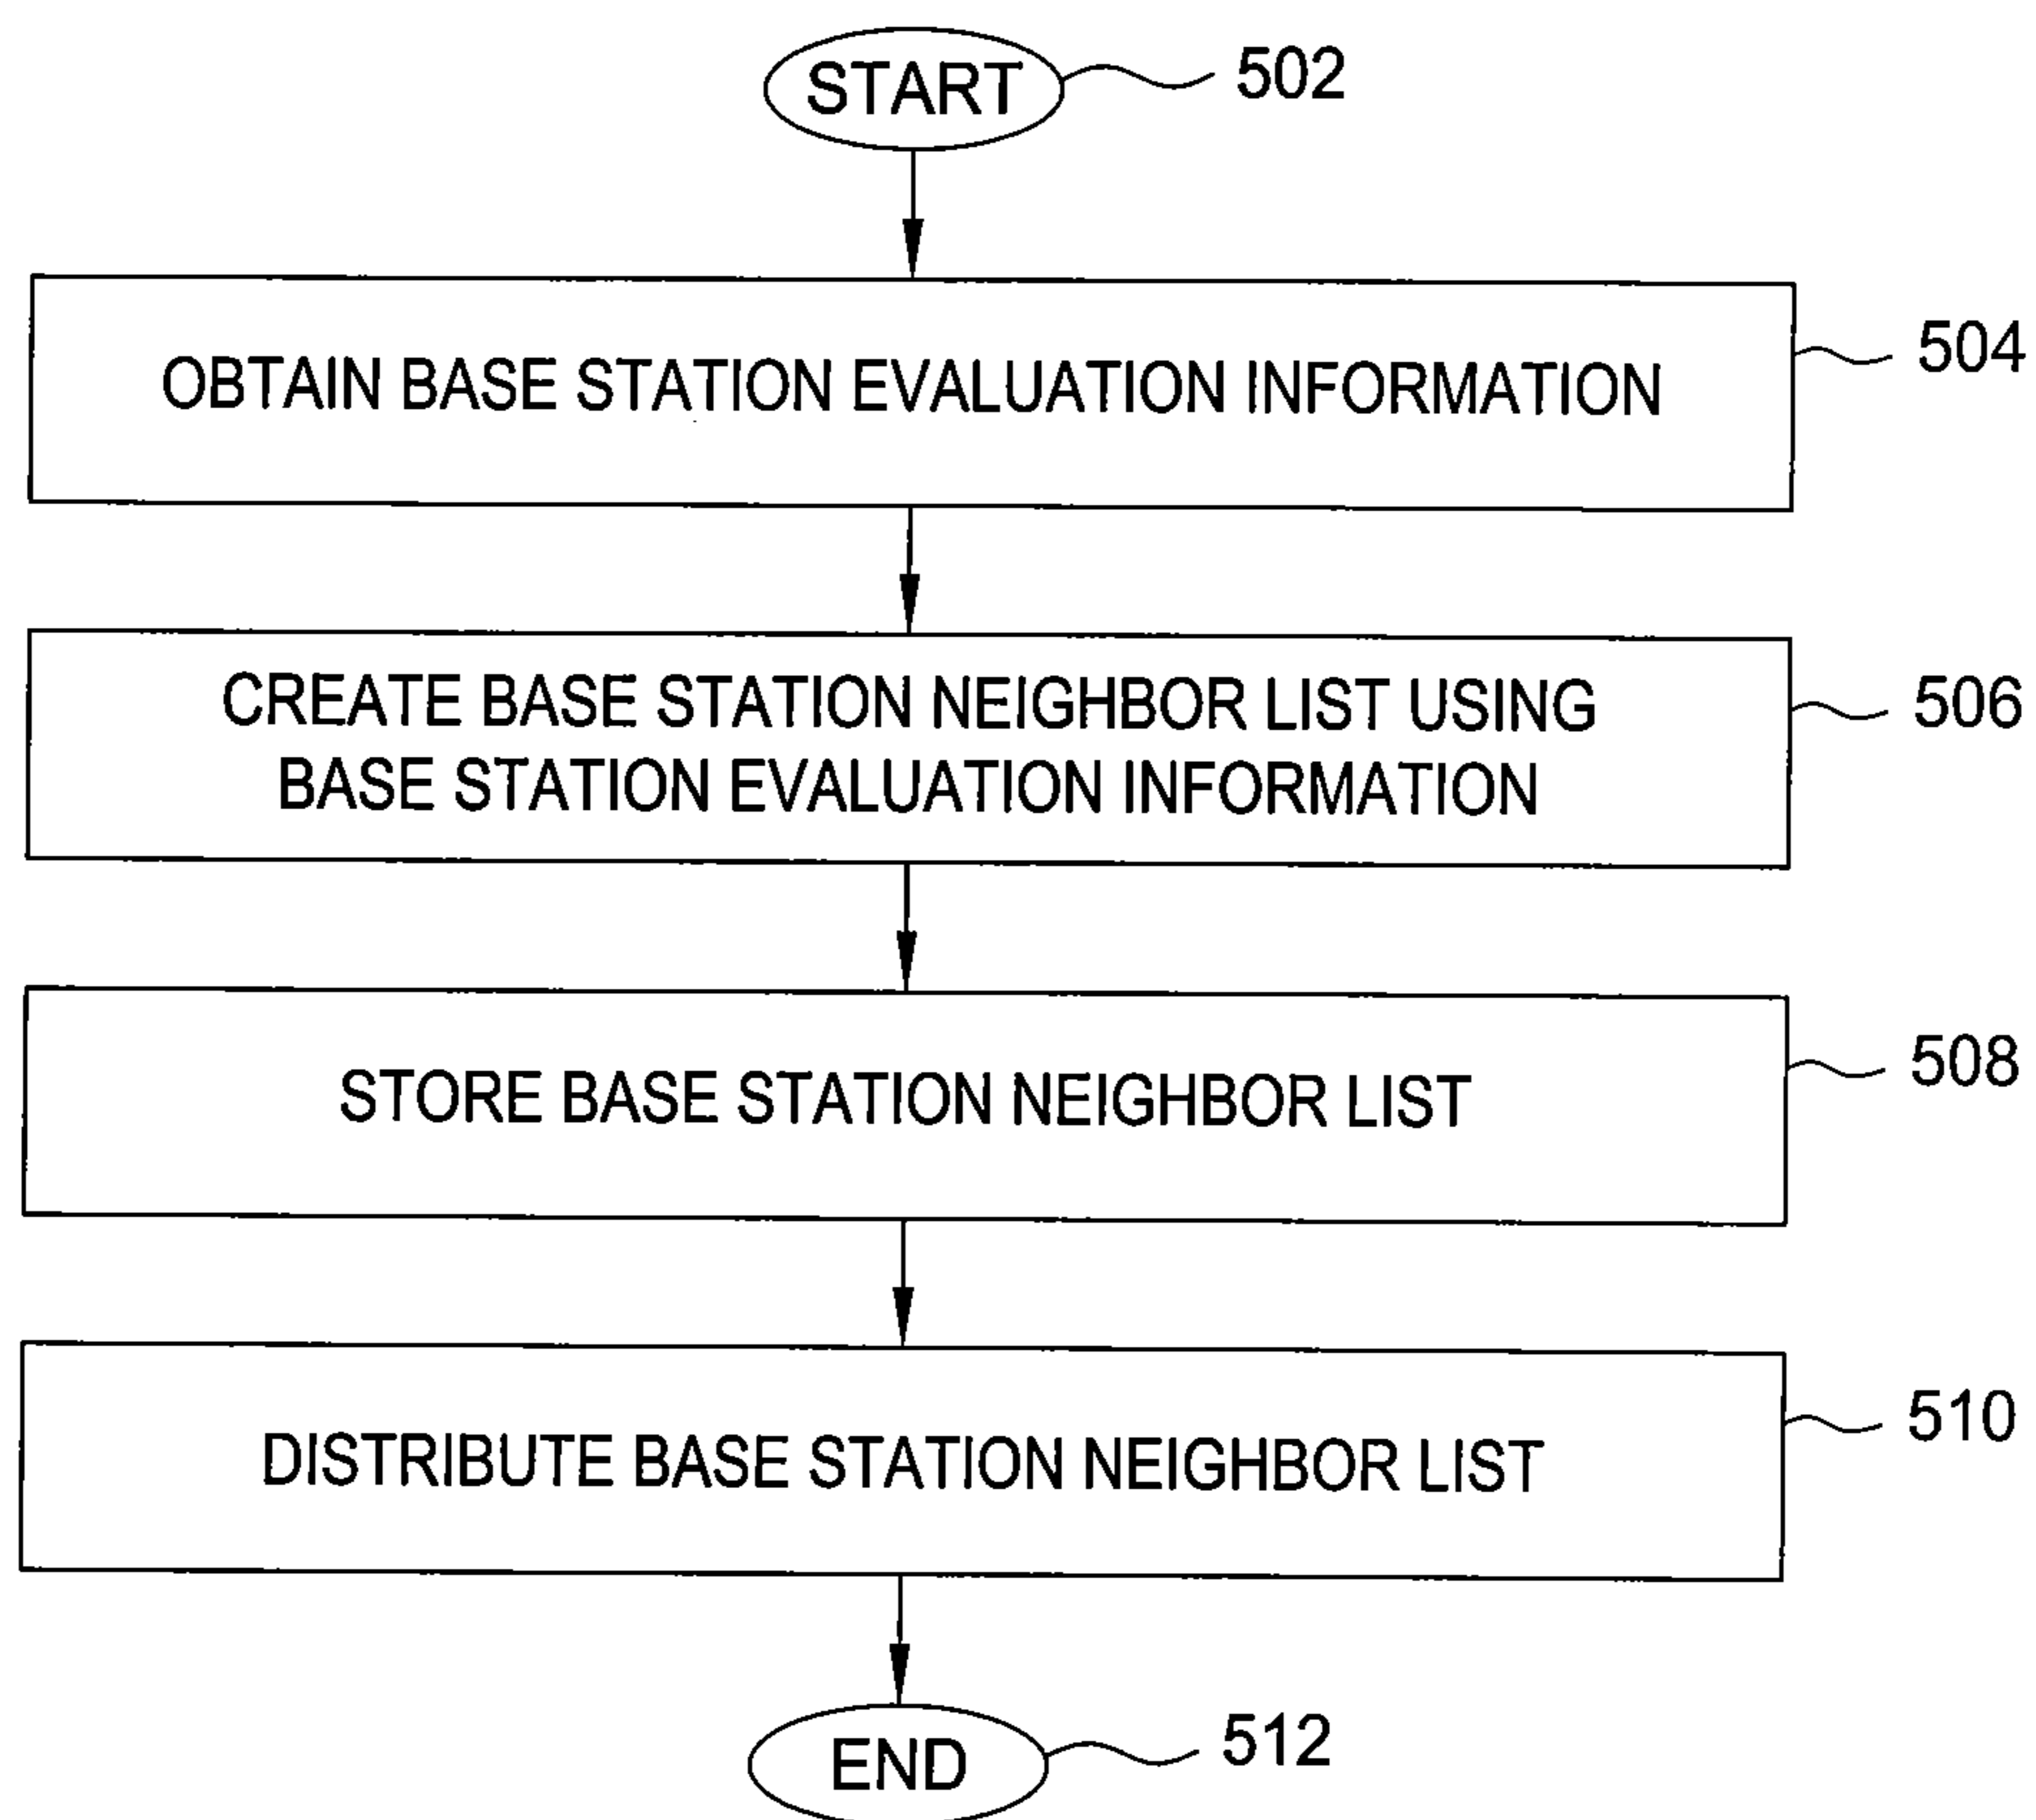 START
502
OBTAIN BASE STATION EVALUATION INFORMATION
504
CREATE BASE STATION NEIGHBOR LIST USING
BASE STATION EVALUATION INFORMATION
506
STORE BASE STATION NEIGHBOR LIST
508
DISTRIBUTE BASE STATION NEIGHBOR LIST
510
END
512